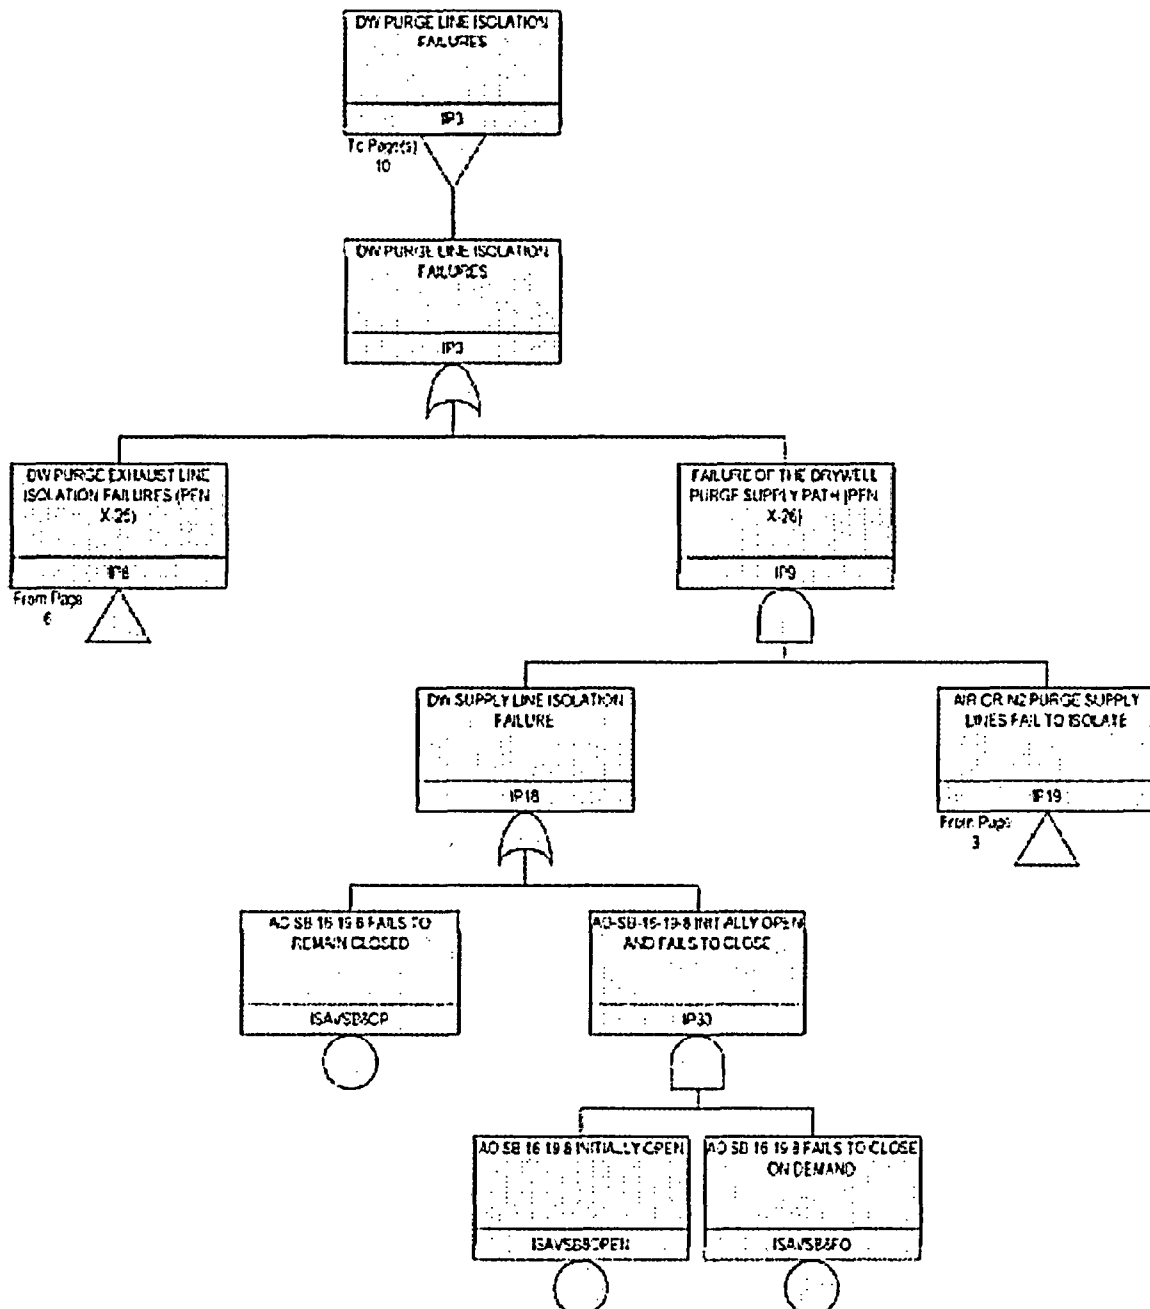 DW PURGE LINE ISOLATION
FAILURES
IP3
To Page(s)
10
DW PURGE LINE ISOLATION
FAILURES
IP3
DW PURGE EXHAUST LINE
ISOLATION FAILURES (PEN
X-25)
IP8
From Page
6
FAILURE OF THE DRYWELL
PURGE SUPPLY PATH (PEN
X-26)
IP9
DW SUPPLY LINE ISOLATION
FAILURE
IP18
AIR OR N2 PURGE SUPPLY
LINES FAIL TO ISOLATE
IP19
From Page
3
AO SB 16 19 8 FAILS TO
REMAIN CLOSED
ISAVSB8CP
AO-SB-16-19-8 INITIALLY OPEN
AND FAILS TO CLOSE
IP30
AO SB 16 19 8 INITIALLY OPEN
ISAVSB8OPEN
AO SB 16 19 8 FAILS TO CLOSE
ON DEMAND
ISAVSB8FO